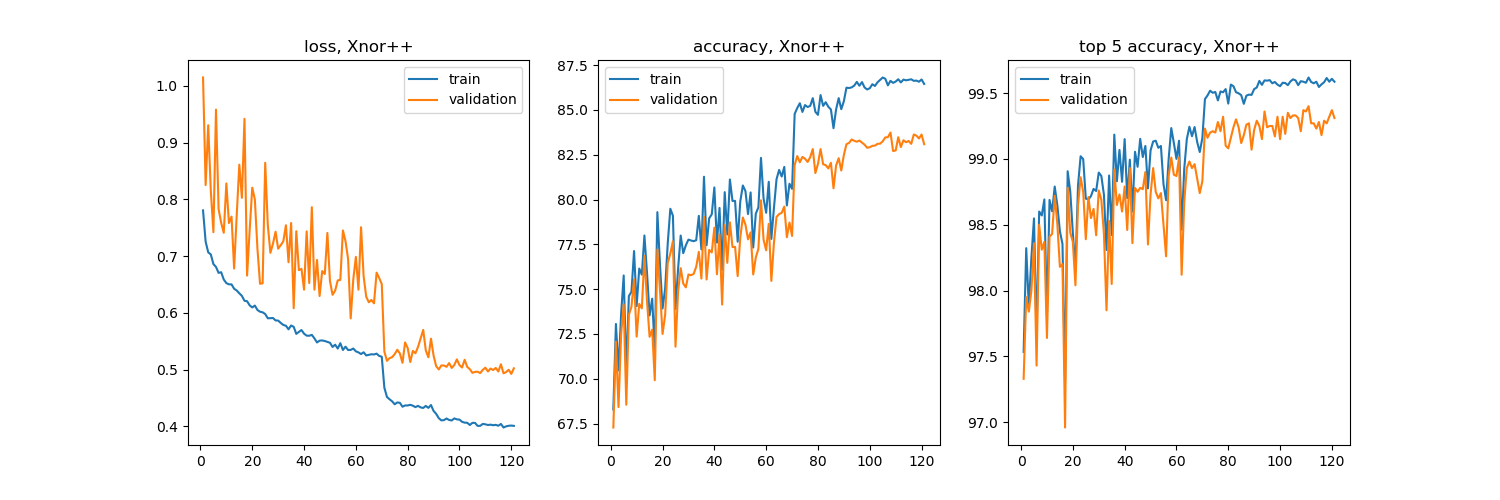 loss, Xnor++
train
validation
1.0
0.9
0.8
0.7
0.6
0.5
0.4
0 20 40 60 80 100 120
accuracy, Xnor++
train
validation
87.5
85.0
82.5
80.0
77.5
75.0
72.5
70.0
67.5
0 20 40 60 80 100 120
top 5 accuracy, Xnor++
train
validation
99.5
99.0
98.5
98.0
97.5
97.0
0 20 40 60 80 100 120